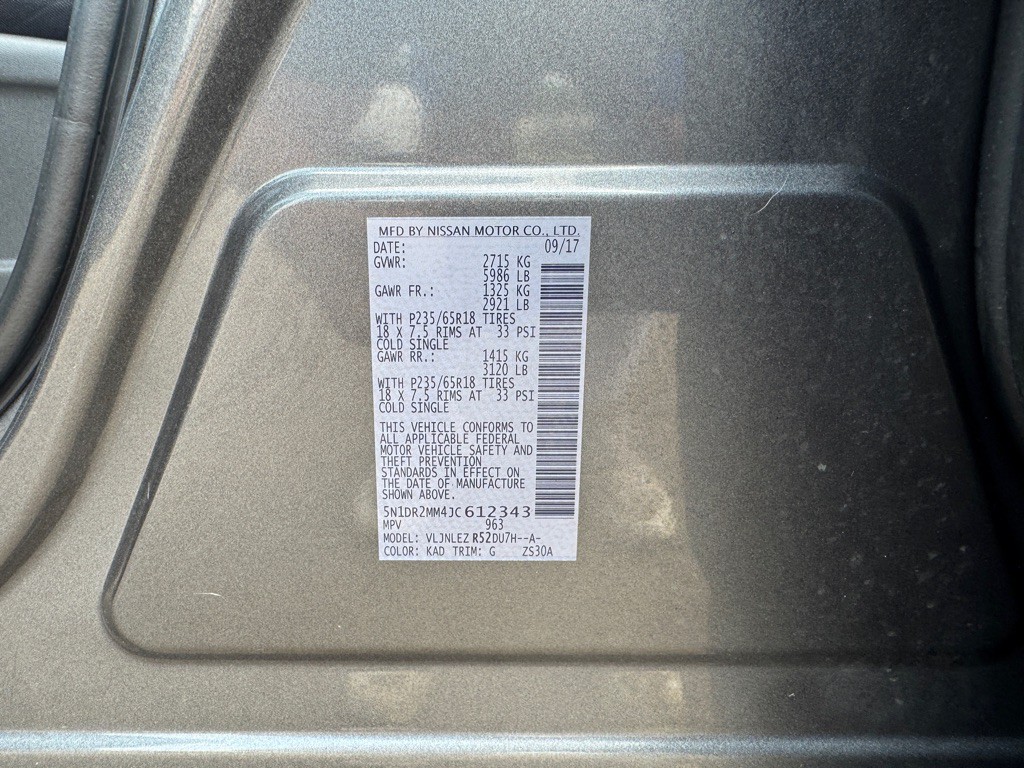 MFD BY NISSAN MOTOR CO., LTD.
DATE: 09/17
GVWR: 2715 KG
5986 LB
GAWR FR.: 1325 KG
2921 LB
WITH P235/65R18 TIRES
18 X 7.5 RIMS AT 33 PSI
COLD SINGLE
GAWR RR.: 1415 KG
3120 LB
WITH P235/65R18 TIRES
18 X 7.5 RIMS AT 33 PSI
COLD SINGLE
THIS VEHICLE CONFORMS TO
ALL APPLICABLE FEDERAL
MOTOR VEHICLE SAFETY AND
THEFT PREVENTION
STANDARDS IN EFFECT ON
THE DATE OF MANUFACTURE
SHOWN ABOVE.
5N1DR2MM4JC612343
MPV 963
MODEL: VLJNLEZ R52DU7H--A-
COLOR: KAD TRIM: G ZS30A